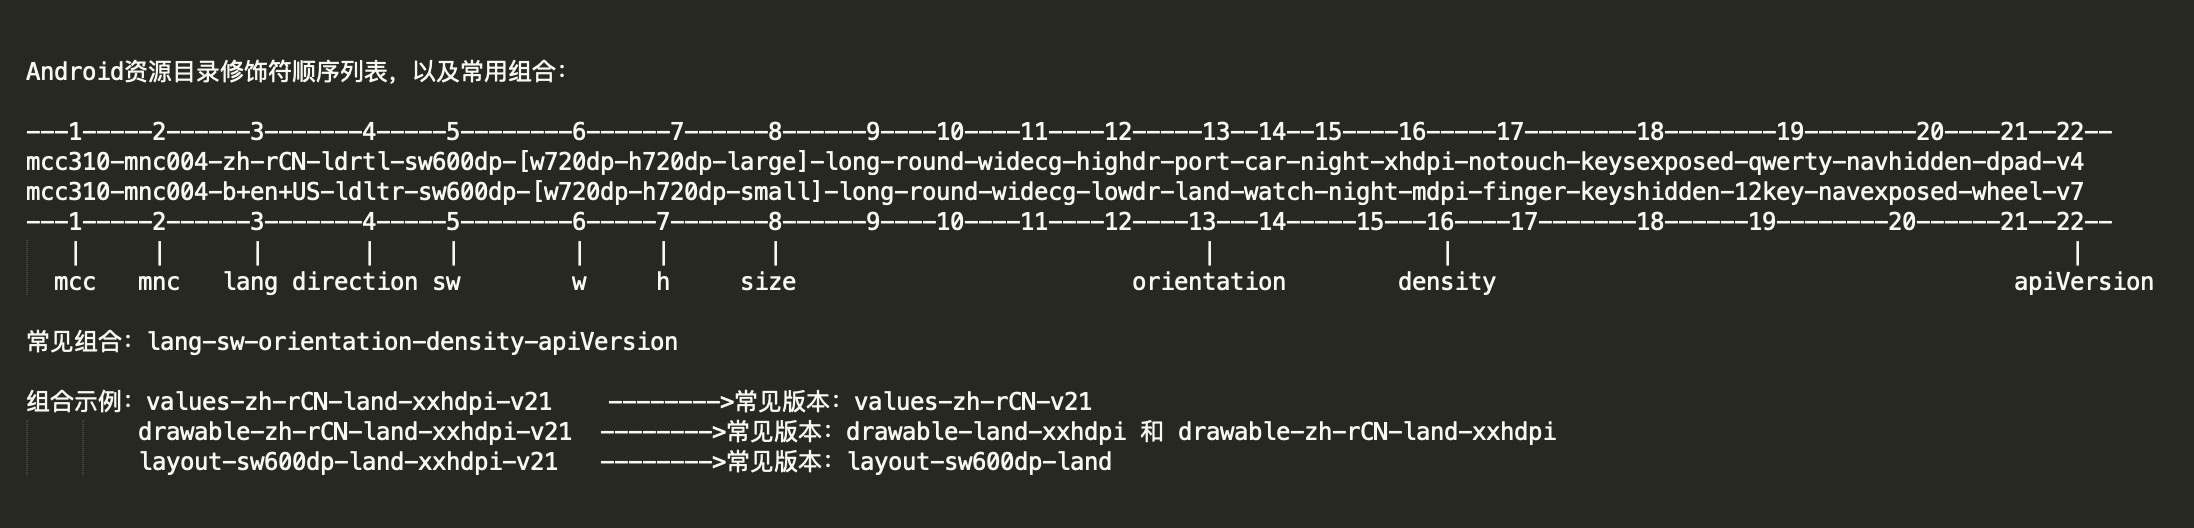 Android资源目录修饰符顺序列表，以及常用组合：
---1-----2------3-------4-----5--------6------7------8------9----10----11----12-----13--14--15----16-----17--------18--------19--------20----21--22--
mcc310-mnc004-zh-rCN-ldrtl-sw600dp-[w720dp-h720dp-large]-long-round-widecg-highdr-port-car-night-xhdpi-notouch-keysexposed-qwerty-navhidden-dpad-v4
mcc310-mnc004-b+en+US-ldltr-sw600dp-[w720dp-h720dp-small]-long-round-widecg-lowdr-land-watch-night-mdpi-finger-keyshidden-12key-navexposed-wheel-v7
---1-----2------3-------4-----5--------6-----7-------8------9----10----11----12----13---14-----15---16----17-------18------19--------20------21--22--
| | | | | | | | | | |
mcc mnc lang direction sw w h size orientation density apiVersion
常见组合：lang-sw-orientation-density-apiVersion
组合示例：values-zh-rCN-land-xxhdpi-v21 -------->常见版本：values-zh-rCN-v21
drawable-zh-rCN-land-xxhdpi-v21 -------->常见版本：drawable-land-xxhdpi 和 drawable-zh-rCN-land-xxhdpi
layout-sw600dp-land-xxhdpi-v21 -------->常见版本：layout-sw600dp-land